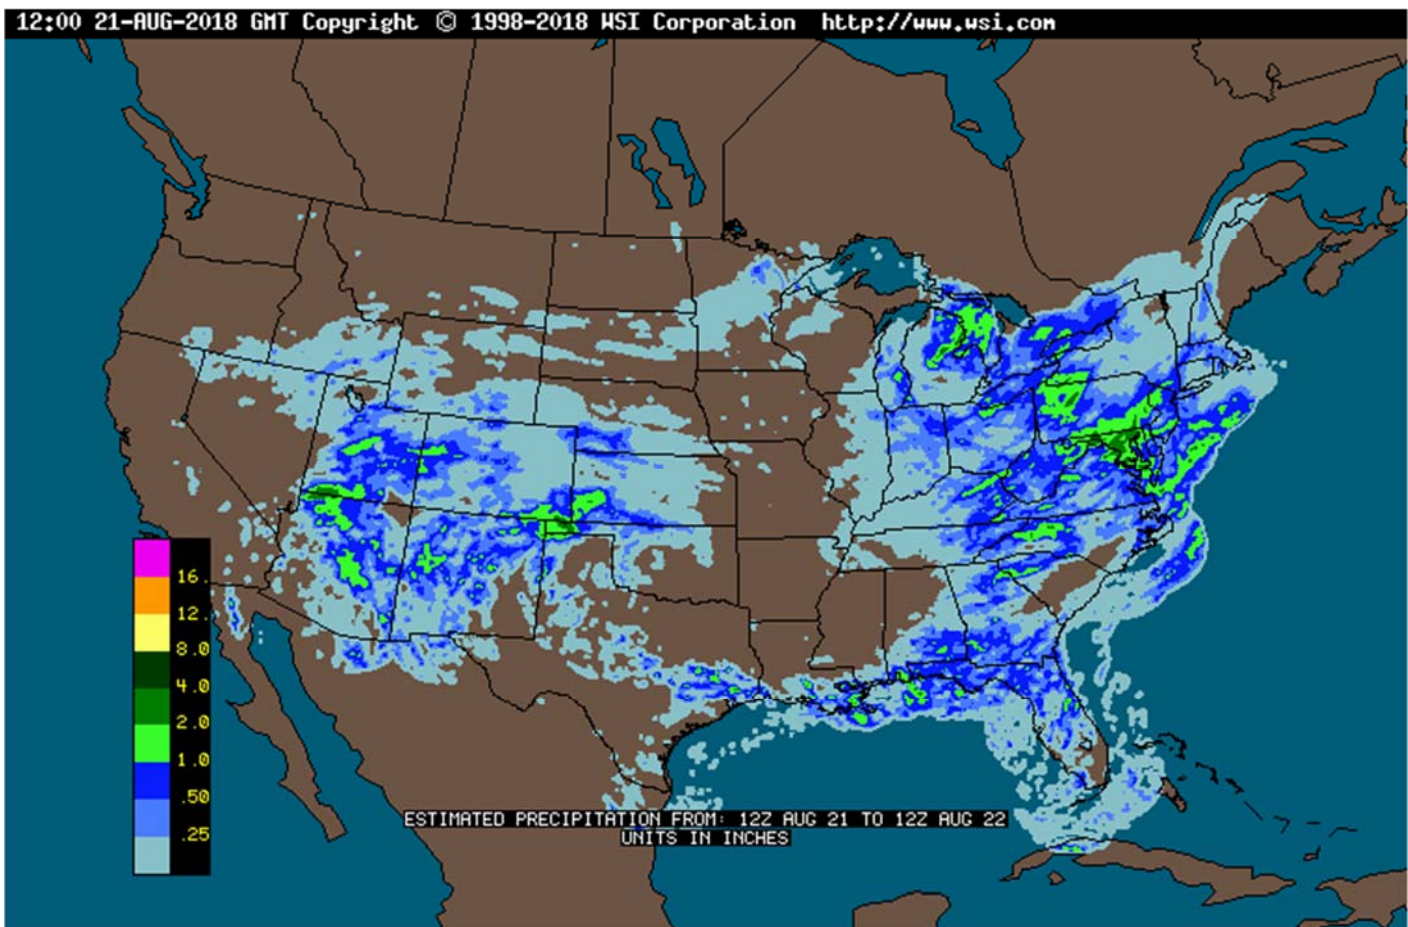 12:00 21-AUG-2018 GMT Copyright © 1998-2018 WSI Corporation http://www.wsi.com
16.
12.
8.0
4.0
2.0
1.0
.50
.25
ESTIMATED PRECIPITATION FROM: 12Z AUG 21 TO 12Z AUG 22
UNITS IN INCHES